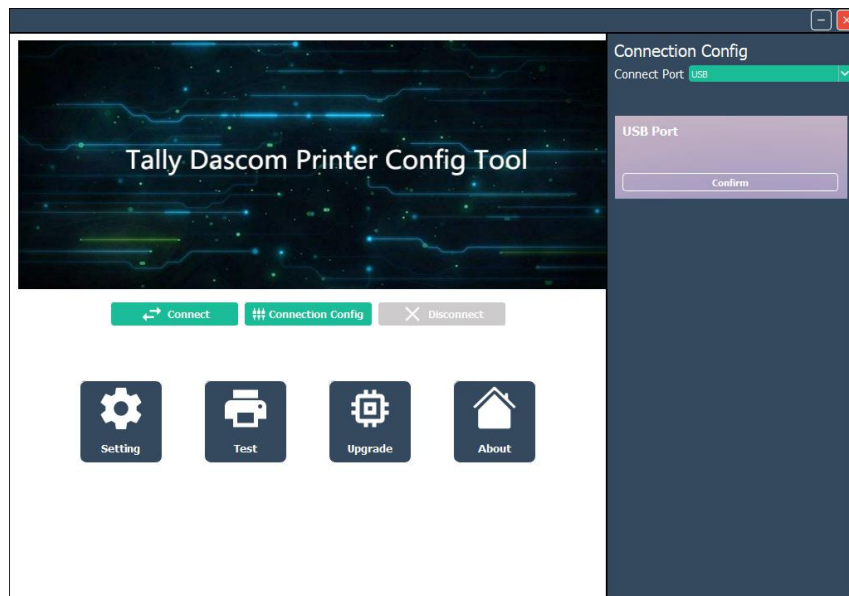 Tally Dascom Printer Config Tool
Connect
Connection Config
Disconnect
Setting
Test
Upgrade
About
Connection Config
Connect Port USB
USB Port
Confirm